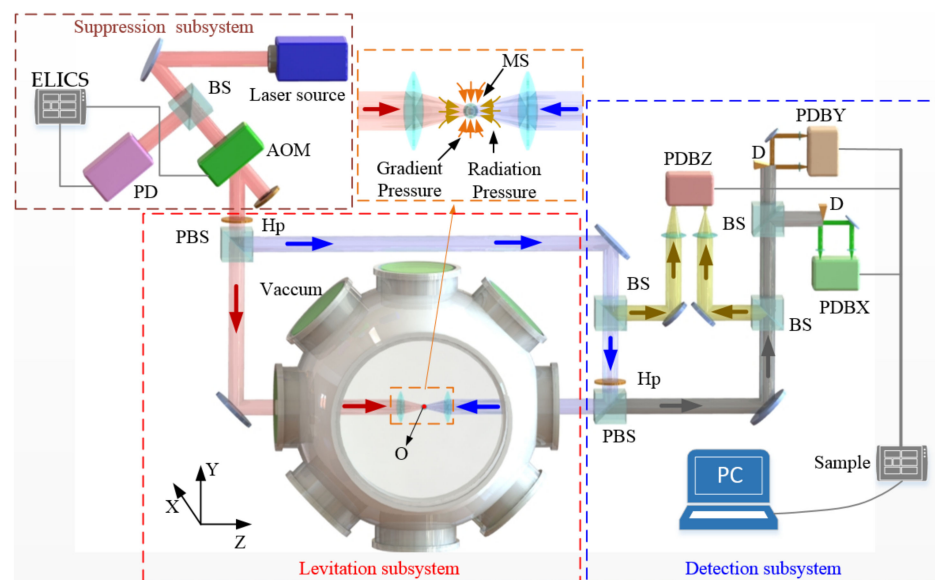 Suppression subsystem
BS
ELICS
Laser source
AOM
PD
MS
Gradient
Pressure
Radiation
Pressure
PDBY
D
PDBZ
BS
D
PDBX
PBS
Hp
Vaccum
BS
BS
Hp
PBS
O
Y
X
Z
PC
Sample
Levitation subsystem
Detection subsystem